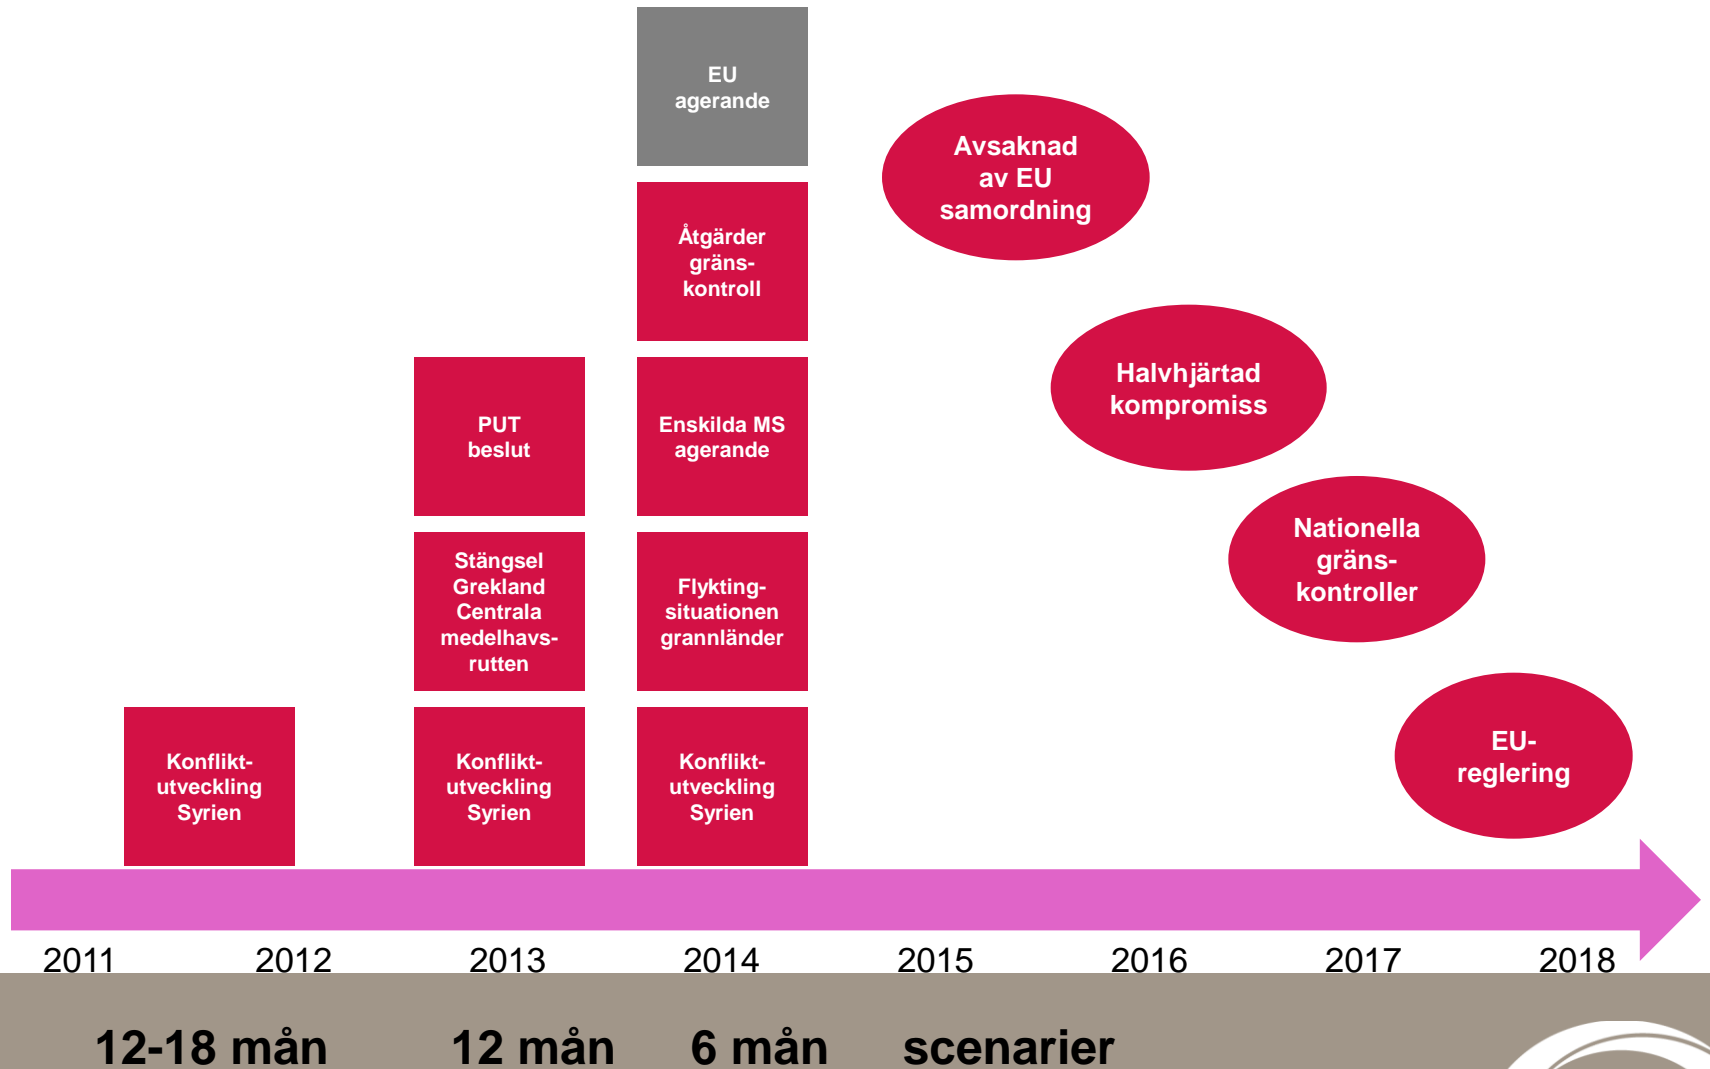 EU
agerande
Åtgärder
gräns-
kontroll
PUT
beslut
Enskilda MS
agerande
Stängsel
Grekland
Centrala
medelhavs-
rutten
Flykting-
situationen
grannländer
Konflikt-
utveckling
Syrien
Konflikt-
utveckling
Syrien
Konflikt-
utveckling
Syrien
Avsaknad
av EU
samordning
Halvhjärtad
kompromiss
Nationella
gräns-
kontroller
EU-
reglering
2011 2012 2013 2014 2015 2016 2017 2018
12-18 mån 12 mån 6 mån scenarier